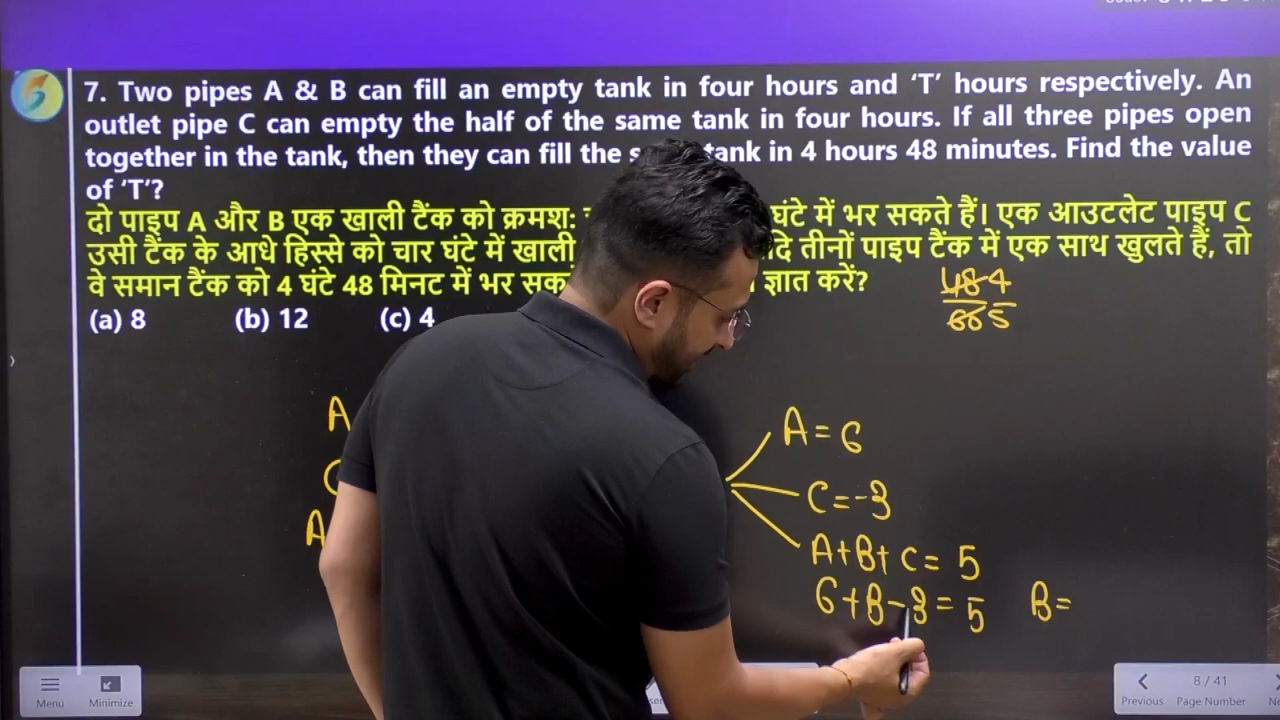 7. Two pipes A & B can fill an empty tank in four hours and ‘T’ hours respectively. An
outlet pipe C can empty the half of the same tank in four hours. If all three pipes open
together in the tank, then they can fill the tank in 4 hours 48 minutes. Find the value
of ‘T’?
दो पाइप A और B एक खाली टैंक को क्रमश: घंटे में भर सकते हैं। एक आउटलेट पाइप C
उसी टैंक के आधे हिस्से को चार घंटे में खाली तीनों पाइप टैंक में एक साथ खुलते हैं, तो
वे समान टैंक को 4 घंटे 48 मिनट में भर ज्ञात करें?
48 4
5
(a) 8 (b) 12 (c) 4
A
A = 6
C = -3
A
A+B+C = 5
6+B-3 = 5 B =
Menu Minimize
Previous 8 / 41 Page Number